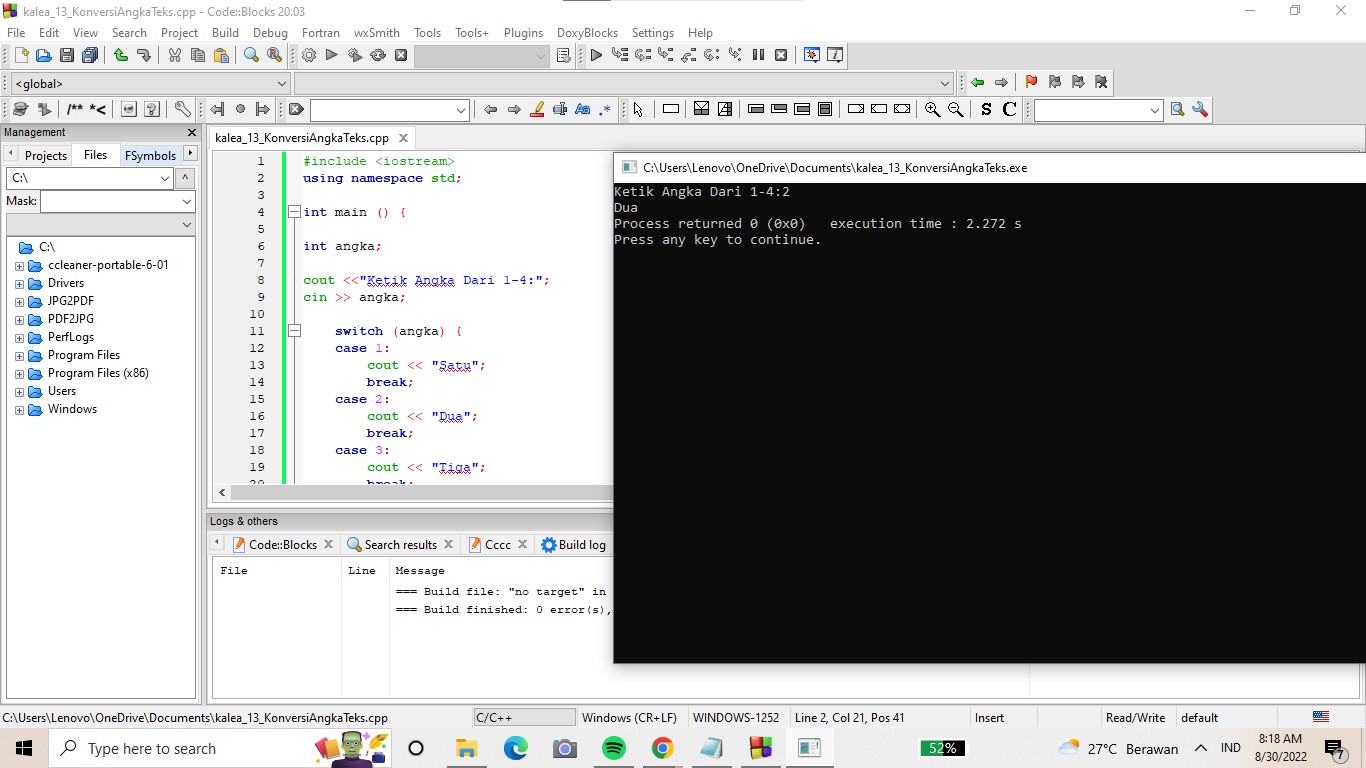 kalea_13_KonversiAngkaTeks.cpp - Code::Blocks 20.03
File Edit View Search Project Build Debug Fortran wxSmith Tools Tools+ Plugins DoxyBlocks Settings Help
<global>
/** *<
Aa .*
S C
Management
Projects Files FSymbols
C:\
Mask:
C:\
ccleaner-portable-6-01
Drivers
JPG2PDF
PDF2JPG
PerfLogs
Program Files
Program Files (x86)
Users
Windows
kalea_13_KonversiAngkaTeks.cpp
1 #include <iostream>
2 using namespace std;
3
4 int main () {
5
6 int angka;
7
8 cout <<"Ketik Angka Dari 1-4:";
9 cin >> angka;
10
11 switch (angka) {
12 case 1:
13 cout << "Satu";
14 break;
15 case 2:
16 cout << "Dua";
17 break;
18 case 3:
19 cout << "Tiga";
20 break;
C:\Users\Lenovo\OneDrive\Documents\kalea_13_KonversiAngkaTeks.exe
Ketik Angka Dari 1-4:2
Dua
Process returned 0 (0x0) execution time : 2.272 s
Press any key to continue.
Logs & others
Code::Blocks Search results Cccc Build log
File Line Message
=== Build file: "no target" in
=== Build finished: 0 error(s),
C:\Users\Lenovo\OneDrive\Documents\kalea_13_KonversiAngkaTeks.cpp C/C++ Windows (CR+LF) WINDOWS-1252 Line 2, Col 21, Pos 41 Insert Read/Write default
Type here to search
52%
27°C Berawan
IND
8:18 AM
8/30/2022
7